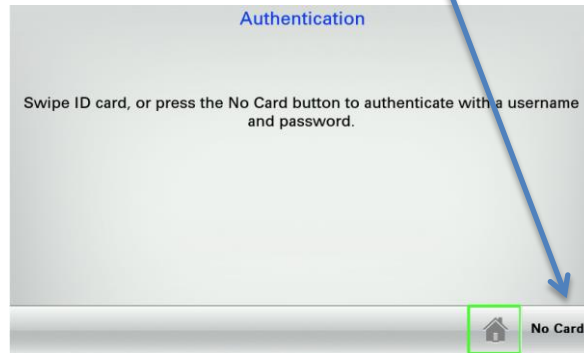 Authentication
Swipe ID card, or press the No Card button to authenticate with a username
and password.
No Card